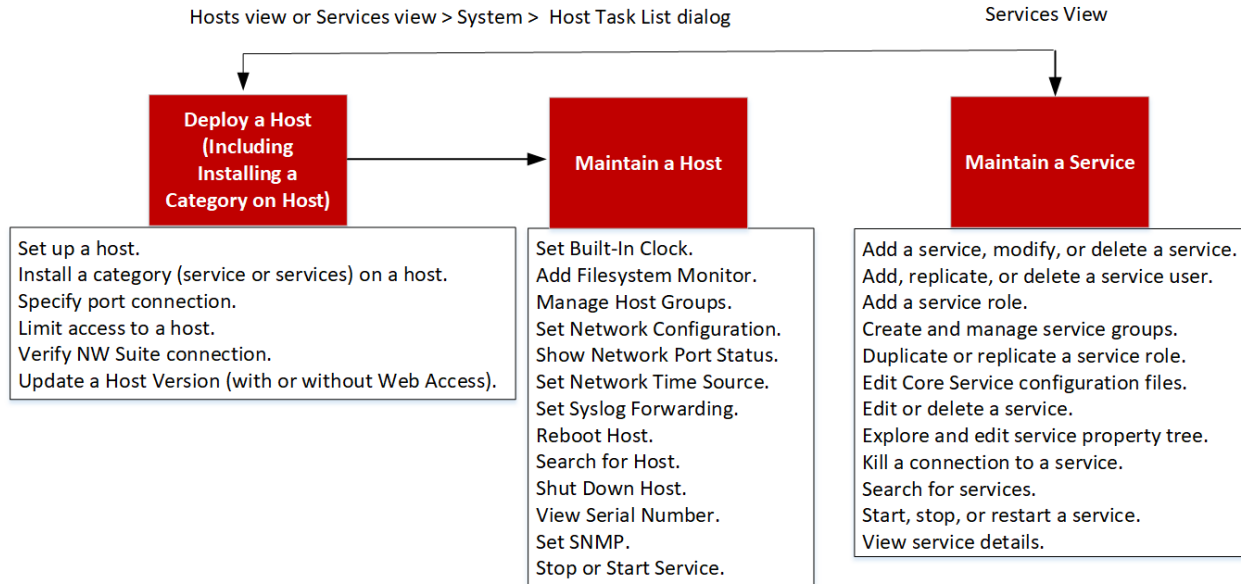 Hosts view or Services view > System > Host Task List dialog
Services View
Deploy a Host
(Including
Installing a
Category on Host)
Maintain a Host
Maintain a Service
Set up a host.
Install a category (service or services) on a host.
Specify port connection.
Limit access to a host.
Verify NW Suite connection.
Update a Host Version (with or without Web Access).
Set Built-In Clock.
Add Filesystem Monitor.
Manage Host Groups.
Set Network Configuration.
Show Network Port Status.
Set Network Time Source.
Set Syslog Forwarding.
Reboot Host.
Search for Host.
Shut Down Host.
View Serial Number.
Set SNMP.
Stop or Start Service.
Add a service, modify, or delete a service.
Add, replicate, or delete a service user.
Add a service role.
Create and manage service groups.
Duplicate or replicate a service role.
Edit Core Service configuration files.
Edit or delete a service.
Explore and edit service property tree.
Kill a connection to a service.
Search for services.
Start, stop, or restart a service.
View service details.